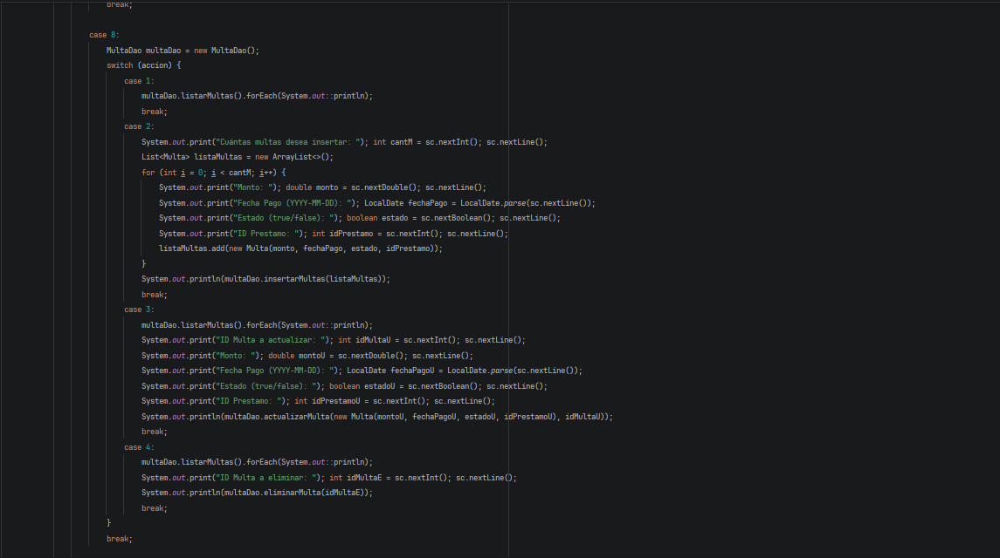 break;
case 8:
MultaDao multaDao = new MultaDao();
switch (accion) {
case 1:
multaDao.listarMultas().forEach(System.out::println);
break;
case 2:
System.out.print("Cuántas multas desea insertar: "); int cantM = sc.nextInt(); sc.nextLine();
List<Multa> listaMultas = new ArrayList<>();
for (int i = 0; i < cantM; i++) {
System.out.print("Monto: "); double monto = sc.nextDouble(); sc.nextLine();
System.out.print("Fecha Pago (YYYY-MM-DD): "); LocalDate fechaPago = LocalDate.parse(sc.nextLine());
System.out.print("Estado (true/false): "); boolean estado = sc.nextBoolean(); sc.nextLine();
System.out.print("ID Prestamo: "); int idPrestamo = sc.nextInt(); sc.nextLine();
listaMultas.add(new Multa(monto, fechaPago, estado, idPrestamo));
}
System.out.println(multaDao.insertarMultas(listaMultas));
break;
case 3:
multaDao.listarMultas().forEach(System.out::println);
System.out.print("ID Multa a actualizar: "); int idMultaU = sc.nextInt(); sc.nextLine();
System.out.print("Monto: "); double montoU = sc.nextDouble(); sc.nextLine();
System.out.print("Fecha Pago (YYYY-MM-DD): "); LocalDate fechaPagoU = LocalDate.parse(sc.nextLine());
System.out.print("Estado (true/false): "); boolean estadoU = sc.nextBoolean(); sc.nextLine();
System.out.print("ID Prestamo: "); int idPrestamoU = sc.nextInt(); sc.nextLine();
System.out.println(multaDao.actualizarMulta(new Multa(montoU, fechaPagoU, estadoU, idPrestamoU), idMultaU));
break;
case 4:
multaDao.listarMultas().forEach(System.out::println);
System.out.print("ID Multa a eliminar: "); int idMultaE = sc.nextInt(); sc.nextLine();
System.out.println(multaDao.eliminarMulta(idMultaE));
break;
}
break;